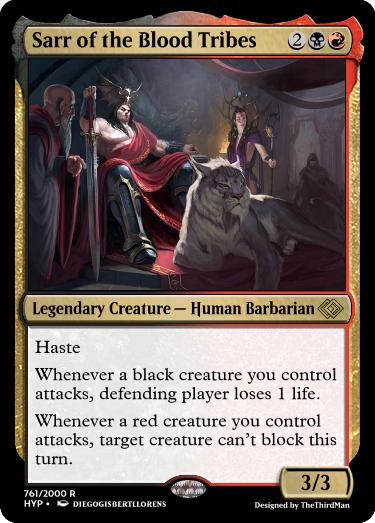 Sarr of the Blood Tribes 2
Legendary Creature — Human Barbarian
Haste
Whenever a black creature you control
attacks, defending player loses 1 life.
Whenever a red creature you control
attacks, target creature can't block this
turn.
3/3
761/2000 R
HYP • DIEGOGISBERTLLORENS
Designed by TheThirdMan